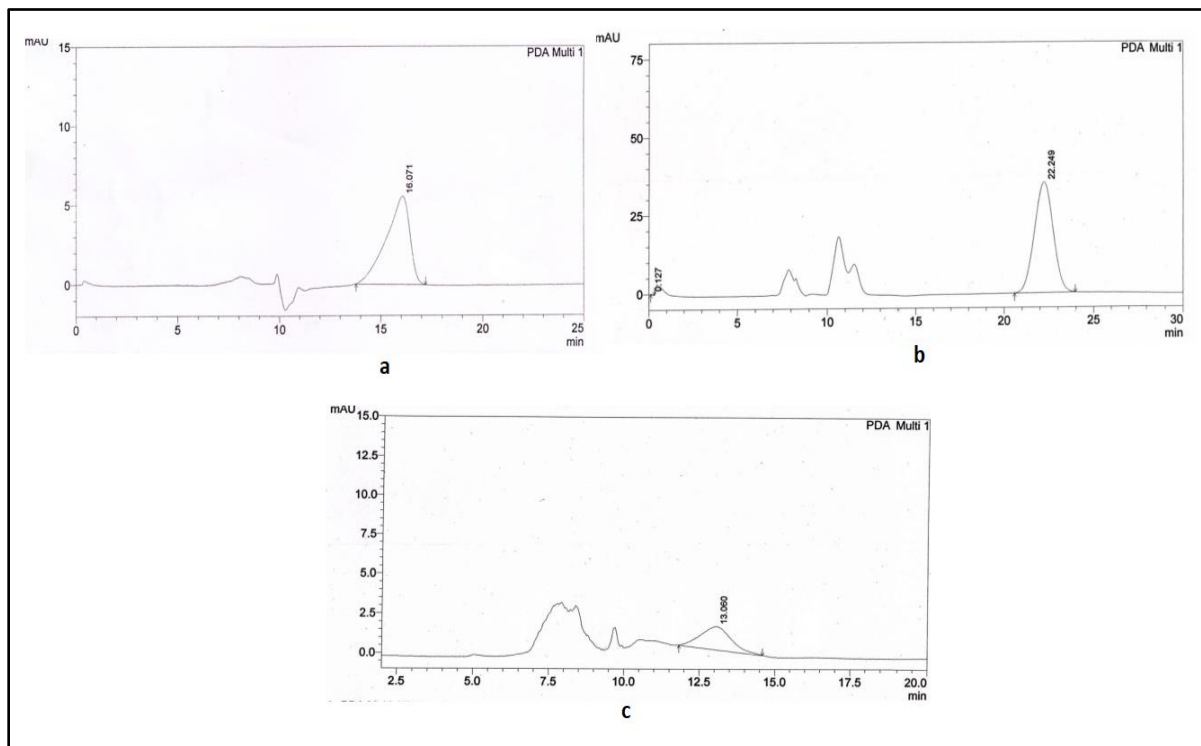 mAU
PDA Multi 1
15
10
5
0
16.071
0 5 10 15 20 25
min
a
mAU
PDA Multi 1
75
50
25
0
0.127
22.249
0 5 10 15 20 25 30
min
b
mAU
PDA Multi 1
15.0
12.5
10.0
7.5
5.0
2.5
0.0
13.060
2.5 5.0 7.5 10.0 12.5 15.0 17.5 20.0
min
c